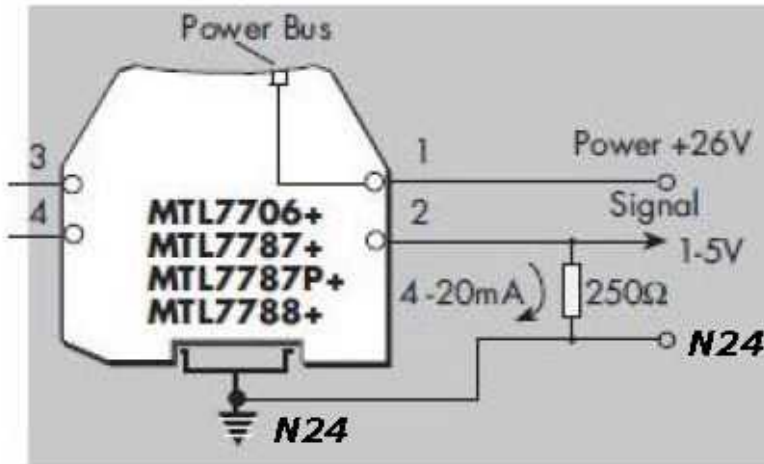 Power Bus
3
1
Power +26V
4
2
Signal
MTL7706+
MTL7787+
MTL7787P+
MTL7788+
1-5V
4-20mA
250Ω
N24
N24